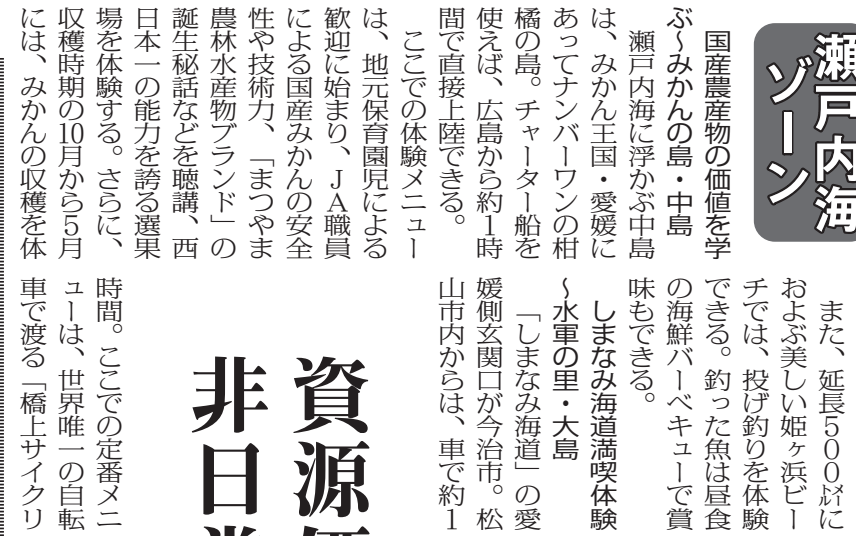 瀬戸内海
ゾーン
国産農産物の価値を学
ぶ～みかんの島・中島
瀬戸内海に浮かぶ中島
は、みかん王国・愛媛に
あってナンバーワンの柑
橘の島。チャーター船を
使えば、広島から約1時
間で直接上陸できる。
ここでの体験メニュー
は、地元保育園児による
歓迎に始まり、JA職員
による国産みかんの安全
性や技術力、「まつやま
農林水産物ブランド」の
誕生秘話などを聴講、西
日本一の能力を誇る選果
場を体験する。さらに、
収穫時期の10月から5月
には、みかんの収穫を体
また、延長500㍍に
およぶ美しい姫ヶ浜ビー
チでは、投げ釣りを体験
できる。釣った魚は昼食
の海鮮バーベキューで賞
味もできる。
しまなみ海道満喫体験
～水軍の里・大島
「しまなみ海道」の愛
媛側玄関口が今治市。松
山市内からは、車で約1
資源
非日
時間。ここでの定番メニ
ューは、世界唯一の自転
車で渡る「橋上サイクリ